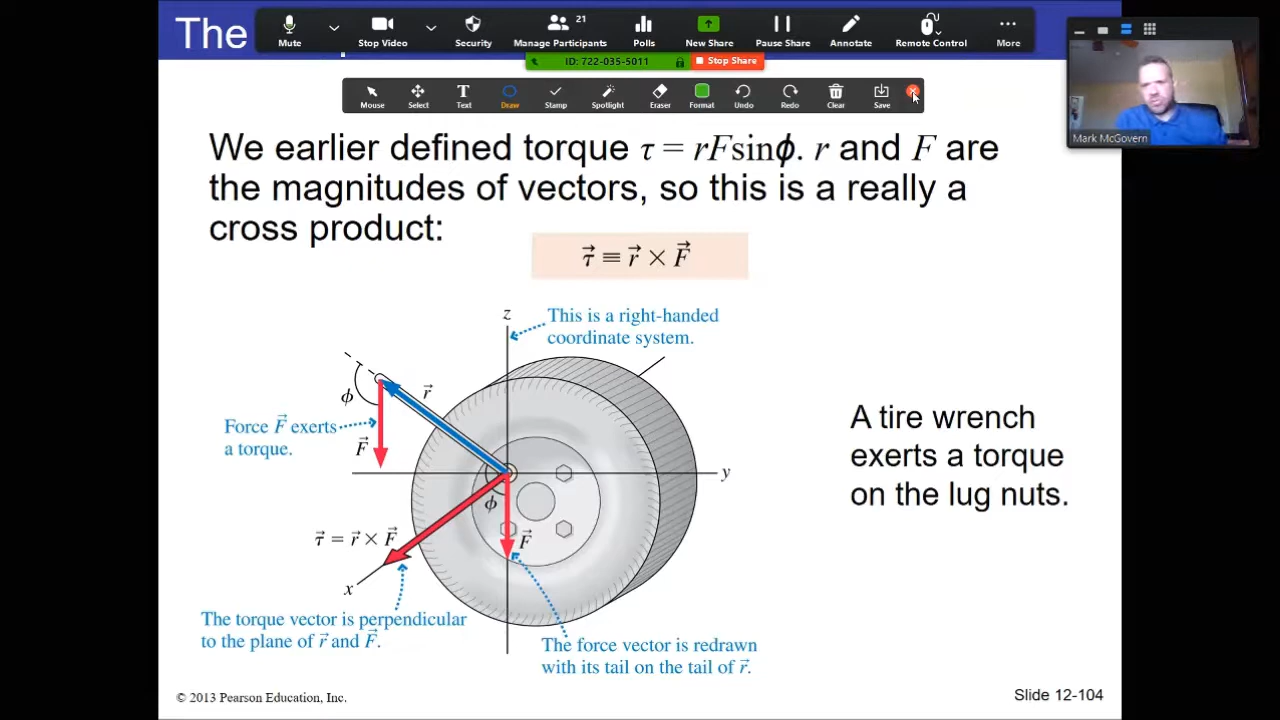 The
Mute
Stop Video
Security
Manage Participants
21
Polls
New Share
Pause Share
Annotate
Remote Control
More
ID: 722-035-5011
Stop Share
Mouse
Select
Text
Draw
Stamp
Spotlight
Eraser
Format
Undo
Redo
Clear
Save
Mark McGovern
We earlier defined torque τ = rFsinϕ. r and F are
the magnitudes of vectors, so this is a really a
cross product:
τ⃗ ≡ r⃗ × F⃗
z
This is a right-handed
coordinate system.
ϕ
r⃗
Force F⃗ exerts
a torque.
F⃗
y
ϕ
τ⃗ = r⃗ × F⃗
F⃗
x
The torque vector is perpendicular
to the plane of r⃗ and F⃗.
The force vector is redrawn
with its tail on the tail of r⃗.
A tire wrench
exerts a torque
on the lug nuts.
© 2013 Pearson Education, Inc.
Slide 12-104